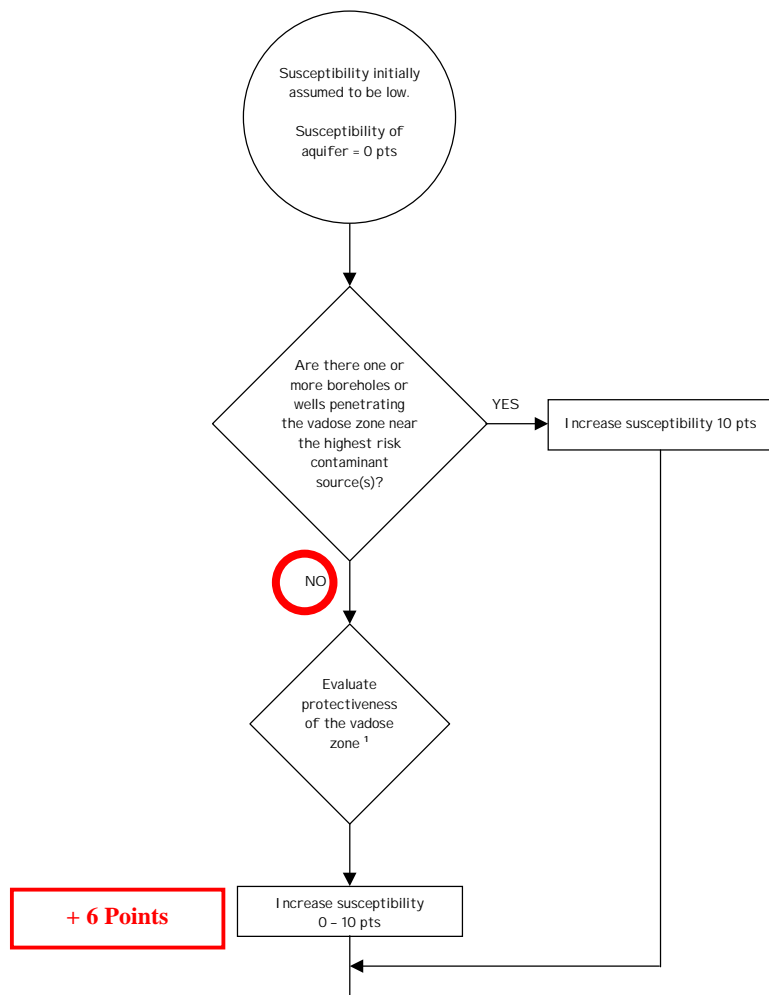 Susceptibility initially
assumed to be low.
Susceptibility of
aquifer = 0 pts
Are there one or
more boreholes or
wells penetrating
the vadose zone near
the highest risk
contaminant
source(s)?
YES
Increase susceptibility 10 pts
NO
Evaluate
protectiveness
of the vadose
zone ¹
+ 6 Points
Increase susceptibility
0 – 10 pts